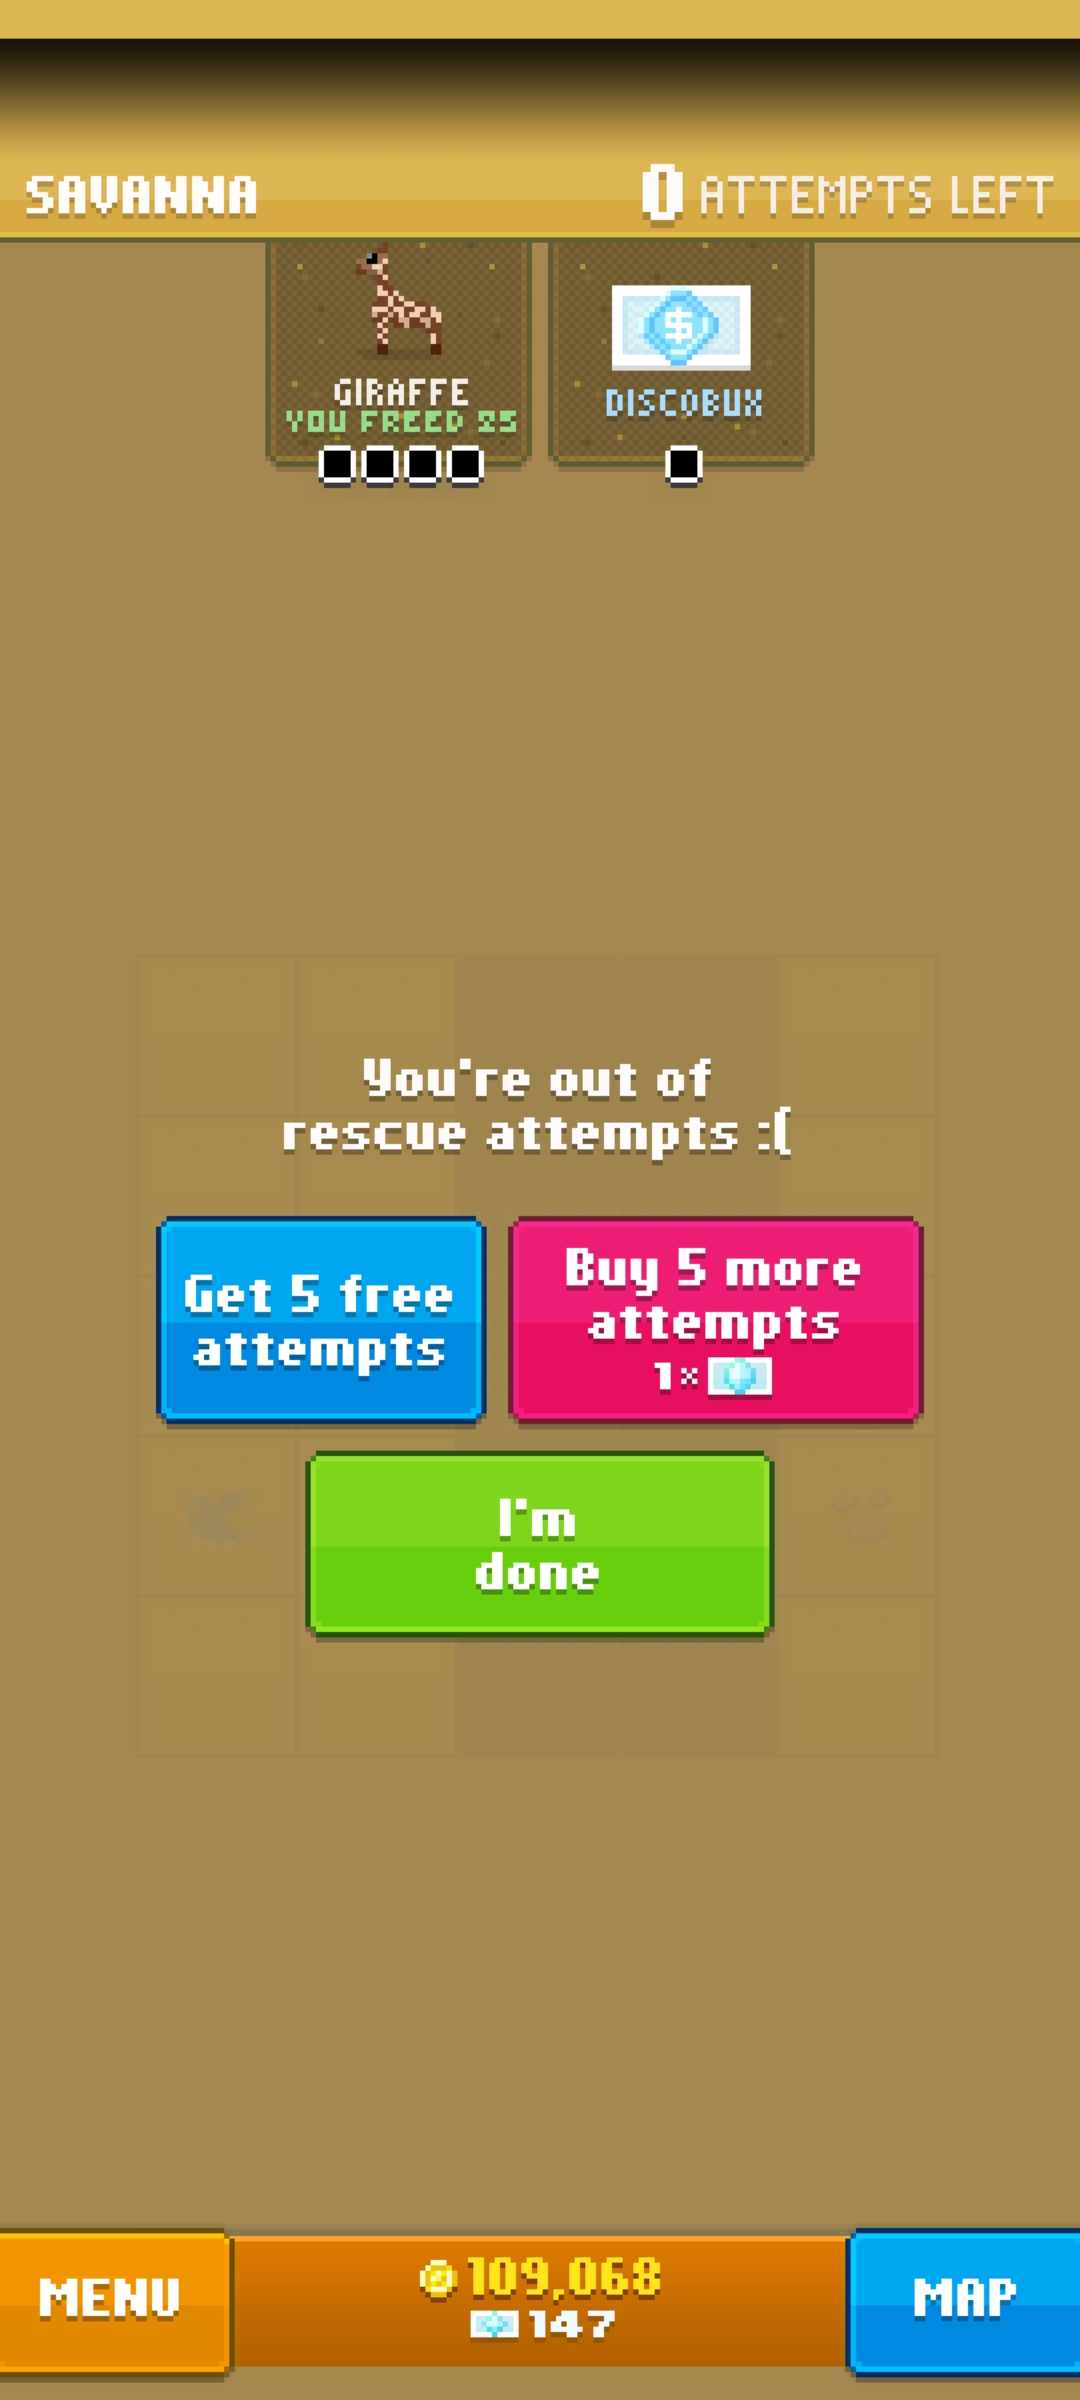 SAVANNA
0 ATTEMPTS LEFT
GIRAFFE
YOU FREED 25
$
DISCOBUX
You're out of
rescue attempts :(
Get 5 free
attempts
Buy 5 more
attempts
1×
I'm
done
MENU
109,068
147
MAP